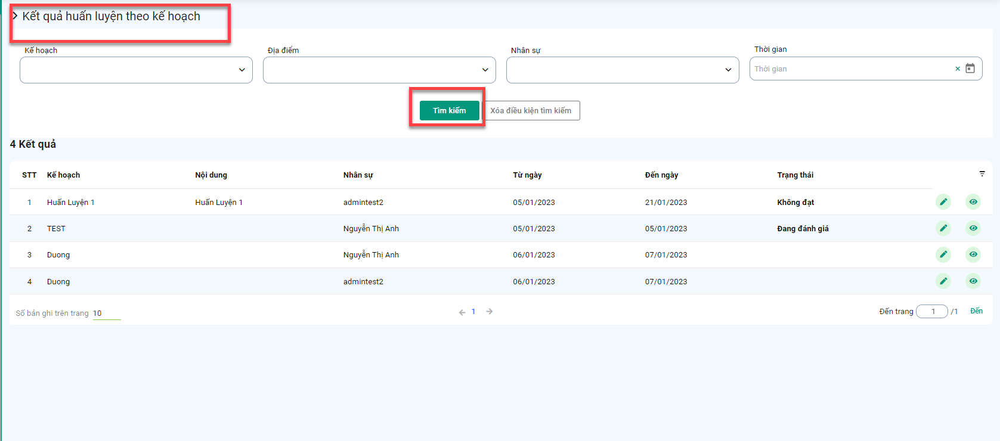 Kết quả huấn luyện theo kế hoạch
Kế hoạch Địa điểm Nhân sự Thời gian
Thời gian
Tìm kiếm Xóa điều kiện tìm kiếm
4 Kết quả
STT Kế hoạch Nội dung Nhân sự Từ ngày Đến ngày Trạng thái
1 Huấn Luyện 1 Huấn Luyện 1 admintest2 05/01/2023 21/01/2023 Không đạt
2 TEST Nguyễn Thị Anh 05/01/2023 05/01/2023 Đang đánh giá
3 Duong Nguyễn Thị Anh 06/01/2023 07/01/2023
4 Duong admintest2 06/01/2023 07/01/2023
Số bản ghi trên trang 10 1 Đến trang 1 /1 Đến